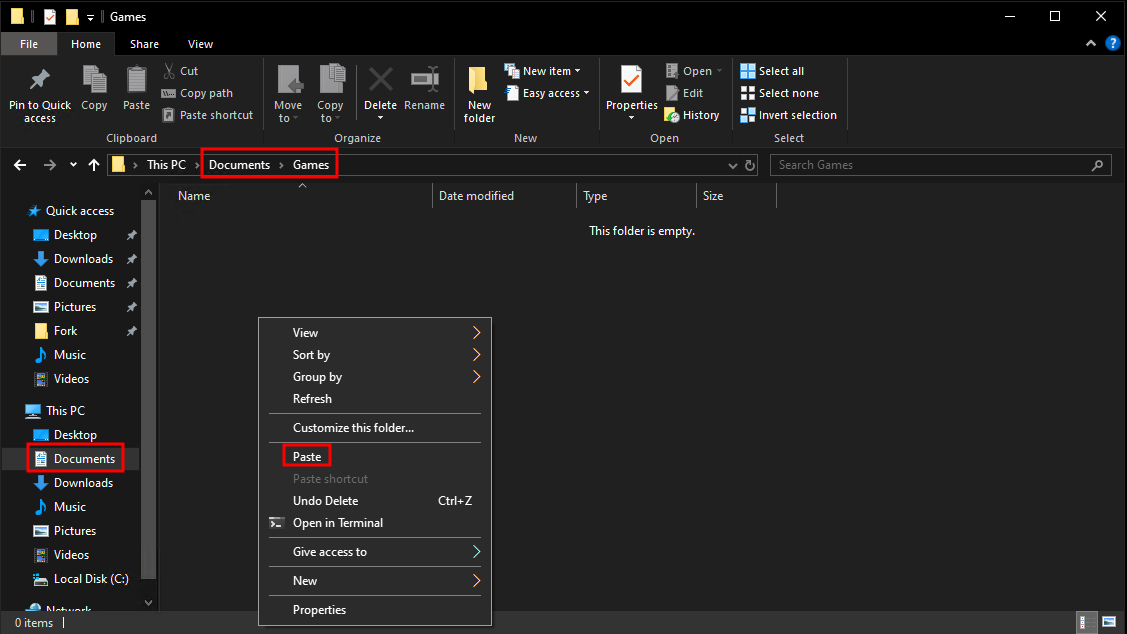 Games
File Home Share View
Pin to Quick access
Copy
Paste
Cut
Copy path
Paste shortcut
Clipboard
Move to
Copy to
Delete
Rename
Organize
New folder
New item
Easy access
New
Properties
Open
Edit
History
Open
Select all
Select none
Invert selection
Select
This PC Documents Games
Search Games
Name Date modified Type Size
This folder is empty.
Quick access
Desktop
Downloads
Documents
Pictures
Fork
Music
Videos
This PC
Desktop
Documents
Downloads
Music
Pictures
Videos
Local Disk (C:)
Network
View
Sort by
Group by
Refresh
Customize this folder...
Paste
Paste shortcut
Undo Delete Ctrl+Z
Open in Terminal
Give access to
New
Properties
0 items